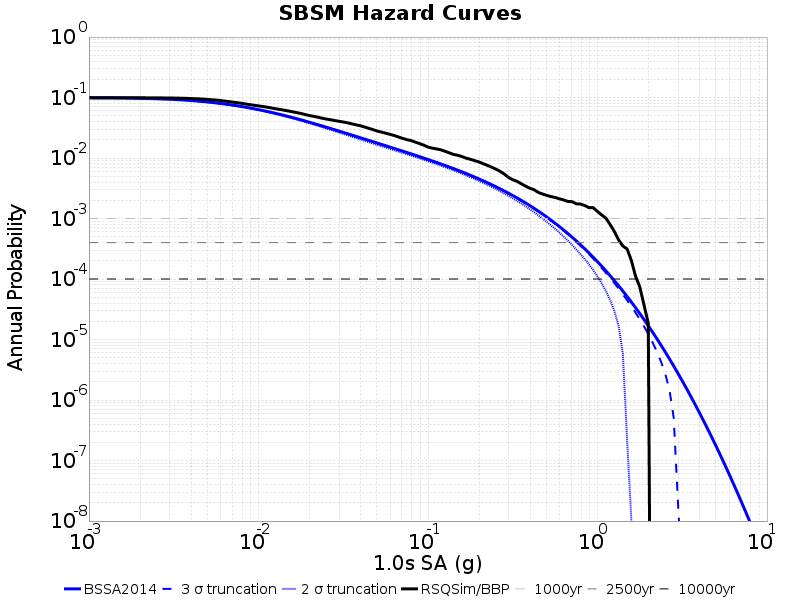 SBSM Hazard Curves
10^0
10^-1
10^-2
10^-3
10^-4
10^-5
10^-6
10^-7
10^-8
Annual Probability
10^-3 10^-2 10^-1 10^0 10^1
1.0s SA (g)
BSSA2014 3 σ truncation 2 σ truncation RSQSim/BBP 1000yr 2500yr 10000yr